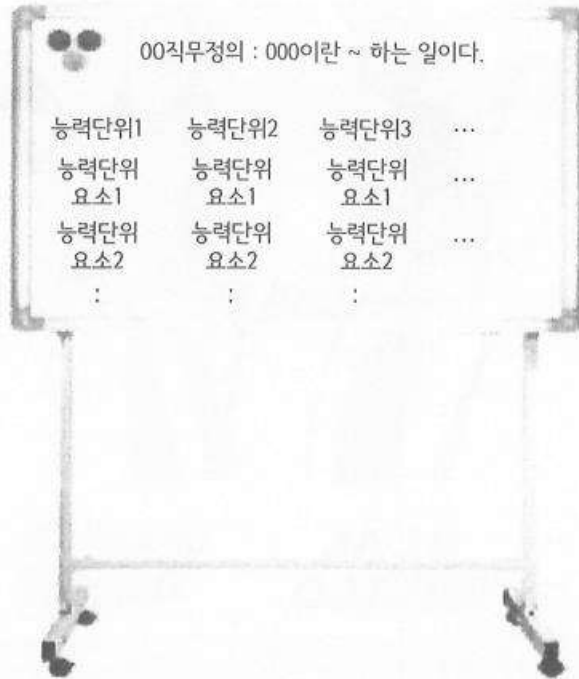 00직무정의 : 000이란 ~ 하는 일이다.
능력단위1 능력단위2 능력단위3 ···
능력단위 능력단위 능력단위 ···
요소1 요소1 요소1
능력단위 능력단위 능력단위 ···
요소2 요소2 요소2
: : :